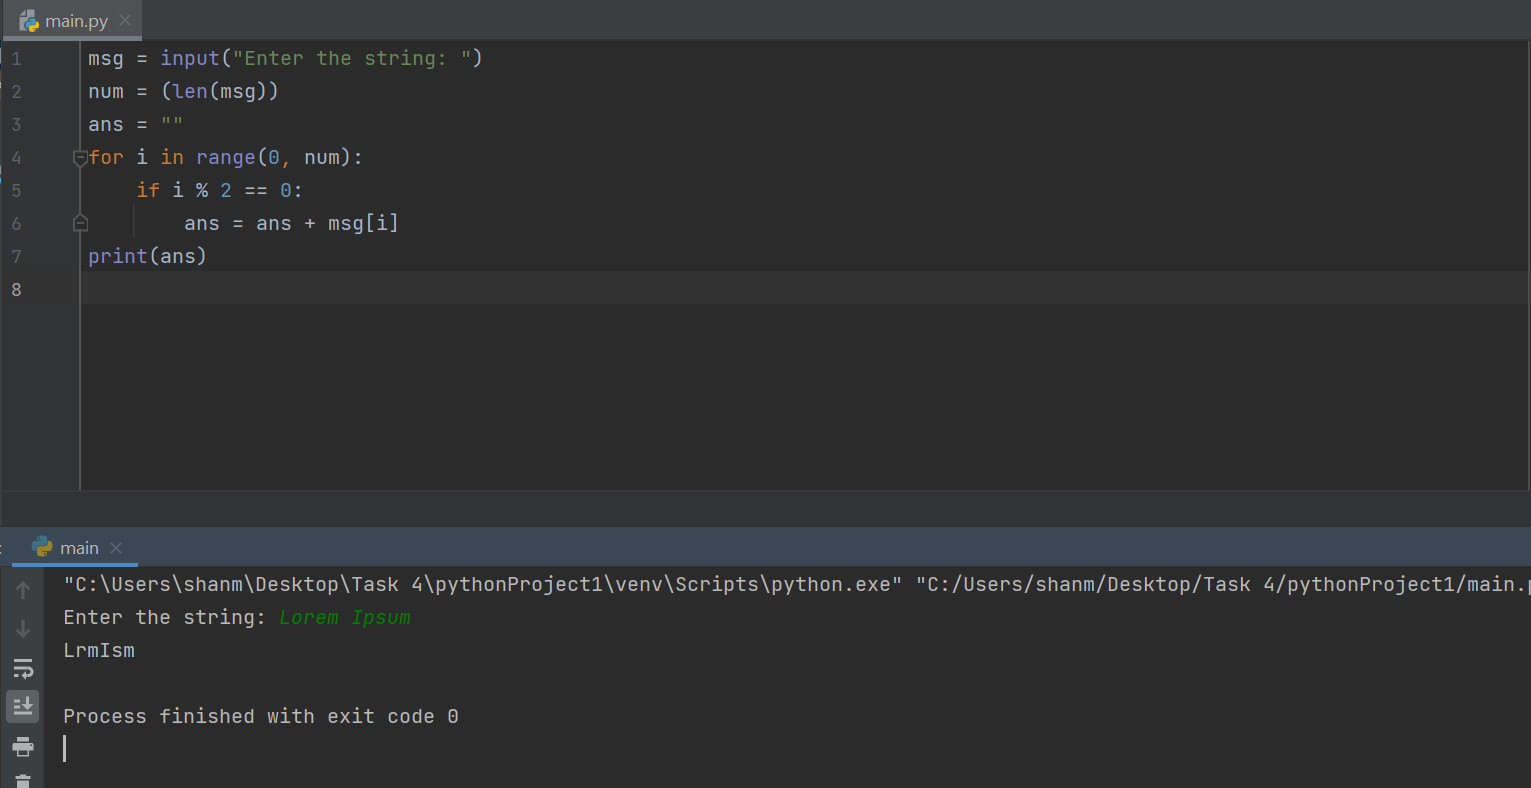 main.py
1 msg = input("Enter the string: ")
2 num = (len(msg))
3 ans = ""
4 for i in range(0, num):
5     if i % 2 == 0:
6         ans = ans + msg[i]
7 print(ans)
8
main
"C:\Users\shanm\Desktop\Task 4\pythonProject1\venv\Scripts\python.exe" "C:/Users/shanm/Desktop/Task 4/pythonProject1/main.
Enter the string: Lorem Ipsum
LrmIsm
Process finished with exit code 0